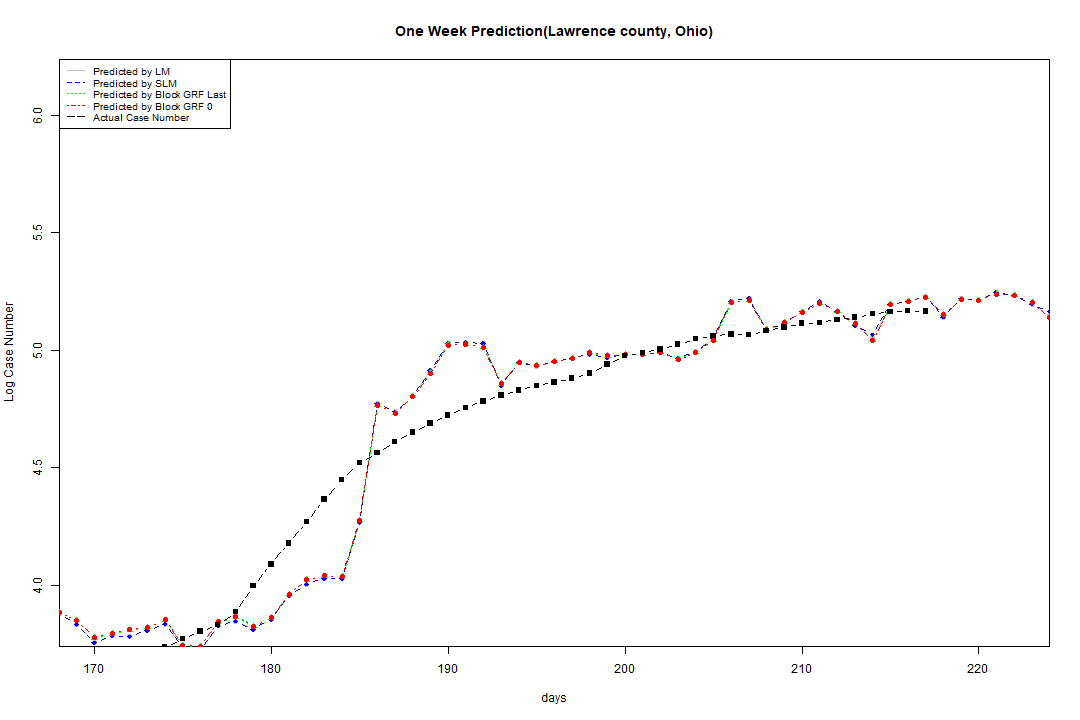 One Week Prediction(Lawrence county, Ohio)
Predicted by LM
Predicted by SLM
Predicted by Block GRF Last
Predicted by Block GRF 0
Actual Case Number
Log Case Number
6.0
5.5
5.0
4.5
4.0
170 180 190 200 210 220
days